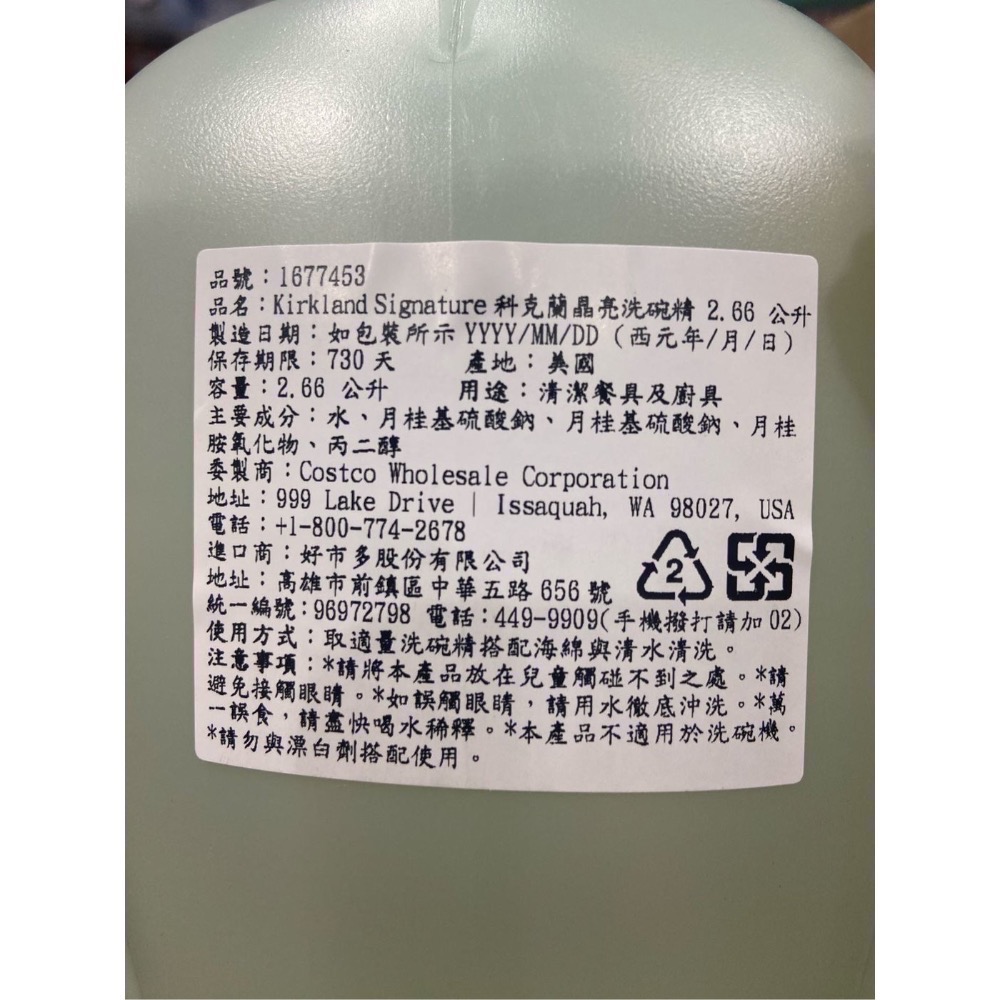 品號：1677453
品名：Kirkland Signature 科克蘭晶亮洗碗精 2.66 公升
製造日期：如包裝所示 YYYY/MM/DD（西元年/月/日）
保存期限：730 天 產地：美國
容量：2.66 公升 用途：清潔餐具及廚具
主要成分：水、月桂基硫酸鈉、月桂基硫酸鈉、月桂
胺氧化物、丙二醇
委製商：Costco Wholesale Corporation
地址：999 Lake Drive | Issaquah, WA 98027, USA
電話：+1-800-774-2678
進口商：好市多股份有限公司
地址：高雄市前鎮區中華五路 656 號
統一編號：96972798 電話：449-9909(手機撥打請加 02)
使用方式：取適量洗碗精搭配海綿與清水清洗。
注意事項：*請將本產品放在兒童觸碰不到之處。*請
避免接觸眼睛。*如誤觸眼睛，請用水徹底沖洗。*萬
一誤食，請盡快喝水稀釋。*本產品不適用於洗碗機。
*請勿與漂白劑搭配使用。
2